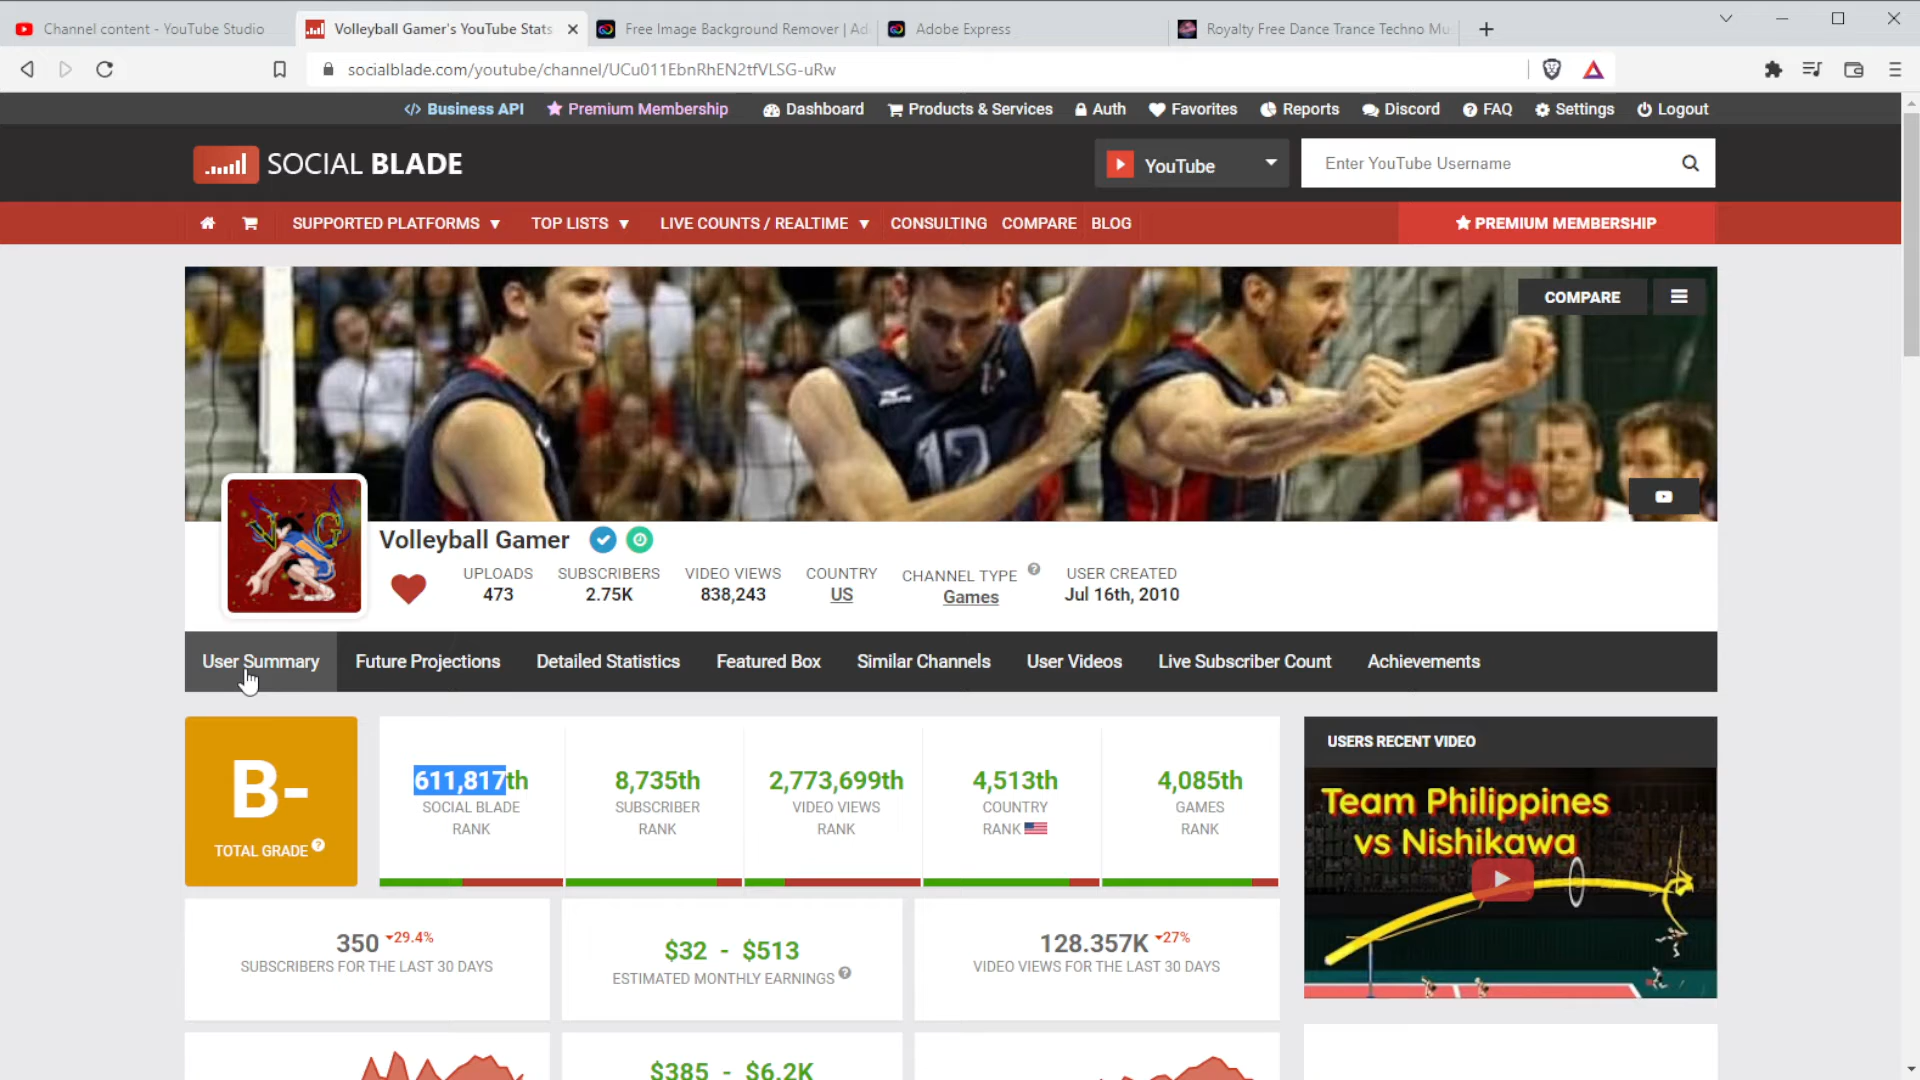 Channel content - YouTube Studio
Volleyball Gamer's YouTube Stats
Free Image Background Remover | Ad
Adobe Express
Royalty Free Dance Trance Techno Mu
socialblade.com/youtube/channel/UCu011EbnRhEN2tfVLSG-uRw
</> Business API
Premium Membership
Dashboard
Products & Services
Auth
Favorites
Reports
Discord
FAQ
Settings
Logout
SOCIAL BLADE
YouTube
Enter YouTube Username
SUPPORTED PLATFORMS
TOP LISTS
LIVE COUNTS / REALTIME
CONSULTING
COMPARE
BLOG
PREMIUM MEMBERSHIP
COMPARE
12
V G
Volleyball Gamer
UPLOADS
473
SUBSCRIBERS
2.75K
VIDEO VIEWS
838,243
COUNTRY
US
CHANNEL TYPE
Games
USER CREATED
Jul 16th, 2010
User Summary
Future Projections
Detailed Statistics
Featured Box
Similar Channels
User Videos
Live Subscriber Count
Achievements
B-
TOTAL GRADE
611,817th
SOCIAL BLADE
RANK
8,735th
SUBSCRIBER
RANK
2,773,699th
VIDEO VIEWS
RANK
4,513th
COUNTRY
RANK
4,085th
GAMES
RANK
USERS RECENT VIDEO
Team Philippines
vs Nishikawa
350 -29.4%
SUBSCRIBERS FOR THE LAST 30 DAYS
$32 - $513
ESTIMATED MONTHLY EARNINGS
128.357K -27%
VIDEO VIEWS FOR THE LAST 30 DAYS
$385 - $6.2K